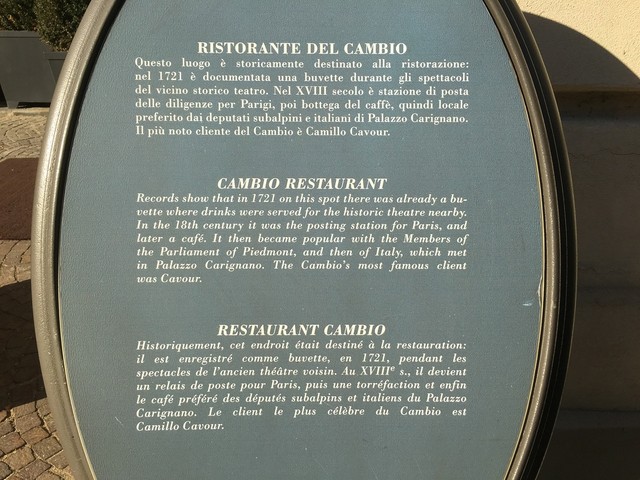 RISTORANTE DEL CAMBIO
Questo luogo è storicamente destinato alla ristorazione:
nel 1721 è documentata una buvette durante gli spettacoli
del vicino storico teatro. Nel XVIII secolo è stazione di posta
delle diligenze per Parigi, poi bottega del caffè, quindi locale
preferito dai deputati subalpini e italiani di Palazzo Carignano.
Il più noto cliente del Cambio è Camillo Cavour.
CAMBIO RESTAURANT
Records show that in 1721 on this spot there was already a bu-
vette where drinks were served for the historic theatre nearby.
In the 18th century it was the posting station for Paris, and
later a café. It then became popular with the Members of
the Parliament of Piedmont, and then of Italy, which met
in Palazzo Carignano. The Cambio's most famous client
was Cavour.
RESTAURANT CAMBIO
Historiquement, cet endroit était destiné à la restauration:
il est enregistré comme buvette, en 1721, pendant les
spectacles de l'ancien théâtre voisin. Au XVIIIe s., il devient
un relais de poste pour Paris, puis une torréfaction et enfin
le café préféré des députés subalpins et italiens du Palazzo
Carignano. Le client le plus célèbre du Cambio est
Camillo Cavour.